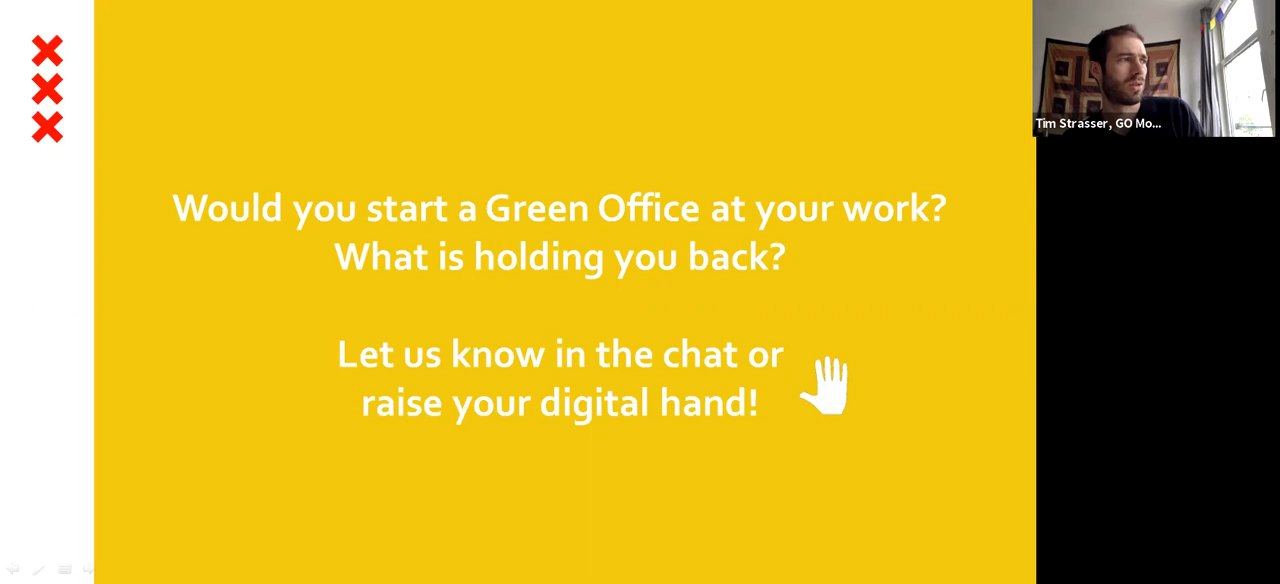 Would you start a Green Office at your work?
What is holding you back?
Let us know in the chat or
raise your digital hand!
Tim Strasser, GO Mo...